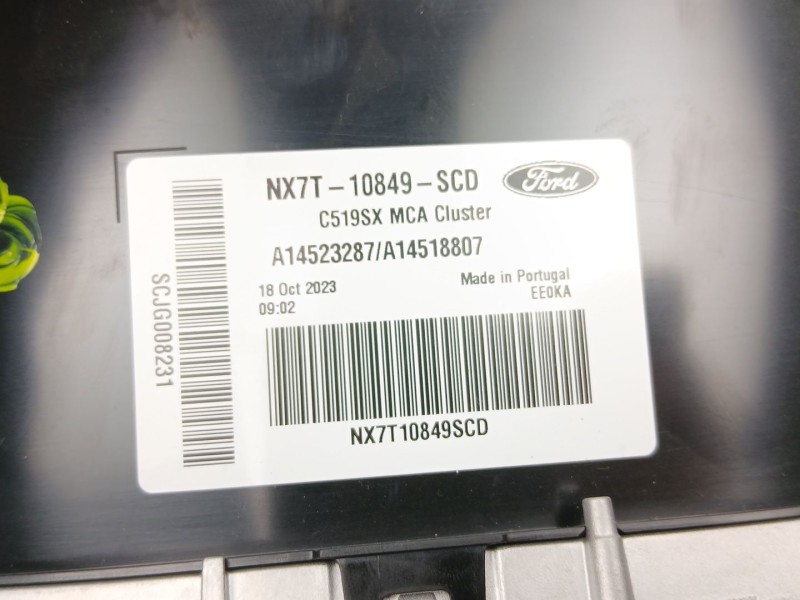 NX7T-10849-SCD
Ford
C519SX MCA Cluster
A14523287/A14518807
18 Oct 2023
09:02
Made in Portugal
EE0KA
SCJG008231
NX7T10849SCD